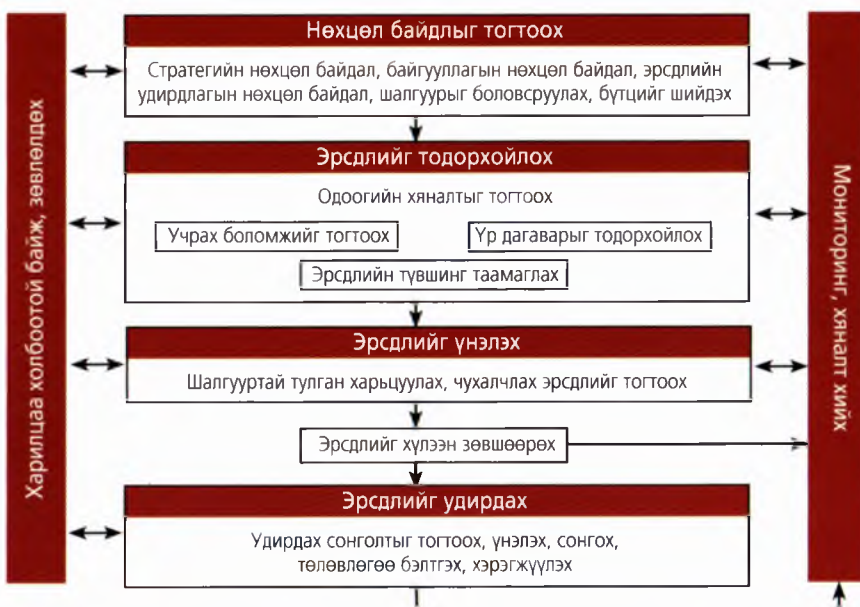 Нөхцөл байдлыг тогтоох
Стратегийн нөхцөл байдал, байгууллагын нөхцөл байдал, эрсдлийн
удирдлагын нөхцөл байдал, шалгуурыг боловсруулах, бүтцийг шийдэх
Эрсдлийг тодорхойлох
Одоогийн хяналтыг тогтоох
Учрах боломжийг тогтоох
Үр дагаварыг тодорхойлох
Эрсдлийн түвшинг таамаглах
Эрсдлийг үнэлэх
Шалгууртай тулган харьцуулах, чухалчлах эрсдлийг тогтоох
Эрсдлийг хүлээн зөвшөөрөх
Эрсдлийг удирдах
Удирдах сонголтыг тогтоох, үнэлэх, сонгох,
төлөвлөгөө бэлтгэх, хэрэгжүүлэх
Харилцаа холбоотой байж, зөвлөлдөх
Мониторинг, хяналт хийх